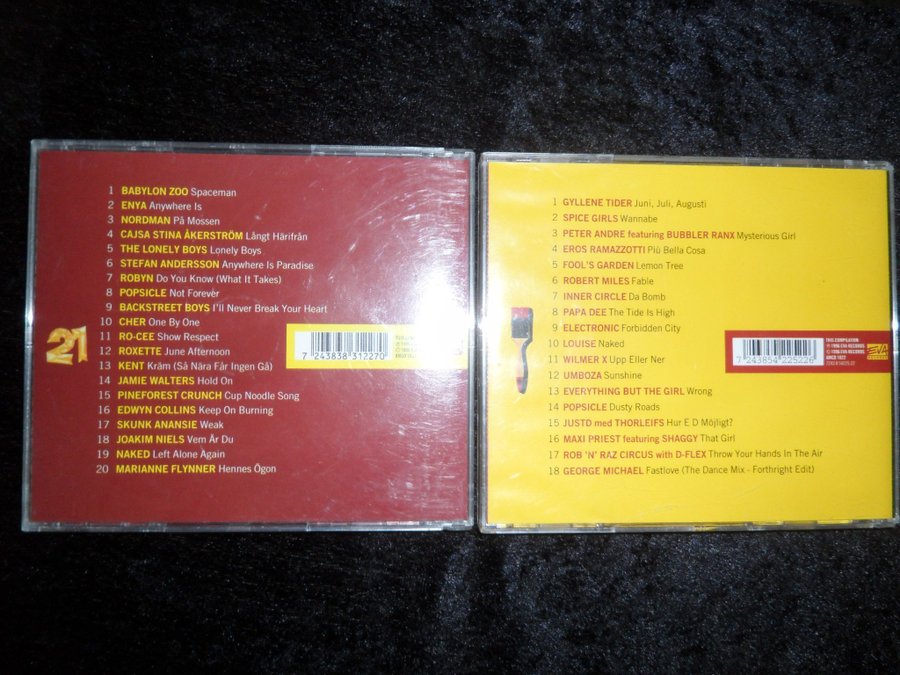 1 BABYLON ZOO Spaceman
2 ENYA Anywhere Is
3 NORDMAN På Mossen
4 CAJSA STINA ÅKERSTRÖM Långt Härifrån
5 THE LONELY BOYS Lonely Boys
6 STEFAN ANDERSSON Anywhere Is Paradise
7 ROBYN Do You Know (What It Takes)
8 POPSICLE Not Forever
9 BACKSTREET BOYS I'll Never Break Your Heart
10 CHER One By One
11 RO-CEE Show Respect
12 ROXETTE June Afternoon
13 KENT Kräm (Så Nära Får Ingen Gå)
14 JAMIE WALTERS Hold On
15 PINEFOREST CRUNCH Cup Noodle Song
16 EDWYN COLLINS Keep On Burning
17 SKUNK ANANSIE Weak
18 JOAKIM NIELS Vem Är Du
19 NAKED Left Alone Again
20 MARIANNE FLYNNER Hennes Ögon
21
7 243838 312270
1 GYLLENE TIDER Juni, Juli, Augusti
2 SPICE GIRLS Wannabe
3 PETER ANDRE featuring BUBBLER RANX Mysterious Girl
4 EROS RAMAZZOTTI Più Bella Cosa
5 FOOL'S GARDEN Lemon Tree
6 ROBERT MILES Fable
7 INNER CIRCLE Da Bomb
8 PAPA DEE The Tide Is High
9 ELECTRONIC Forbidden City
10 LOUISE Naked
11 WILMER X Upp Eller Ner
12 UMBOZA Sunshine
13 EVERYTHING BUT THE GIRL Wrong
14 POPSICLE Dusty Roads
15 JUSTD med THORLEIFS Hur E D Möjligt?
16 MAXI PRIEST featuring SHAGGY That Girl
17 ROB 'N' RAZ CIRCUS with D-FLEX Throw Your Hands In The Air
18 GEORGE MICHAEL Fastlove (The Dance Mix - Forthright Edit)
7 243854 225226
THIS COMPILATION
℗ 1996 EVA RECORDS
© 1996 EVA RECORDS
EVA
RECORDS